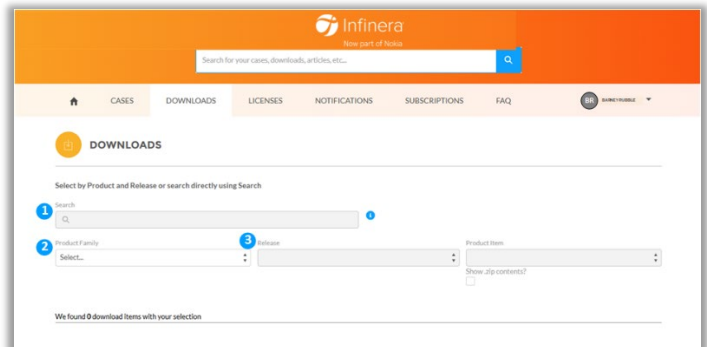 Infinera
Now part of Nokia
Search for your cases, downloads, articles, etc...
CASES DOWNLOADS LICENSES NOTIFICATIONS SUBSCRIPTIONS FAQ BR BARNEY RUBBLE
DOWNLOADS
Select by Product and Release or search directly using Search
1 Search
2 Product Family 3 Release Product Item
Select...
Show .zip contents?
We found 0 download items with your selection